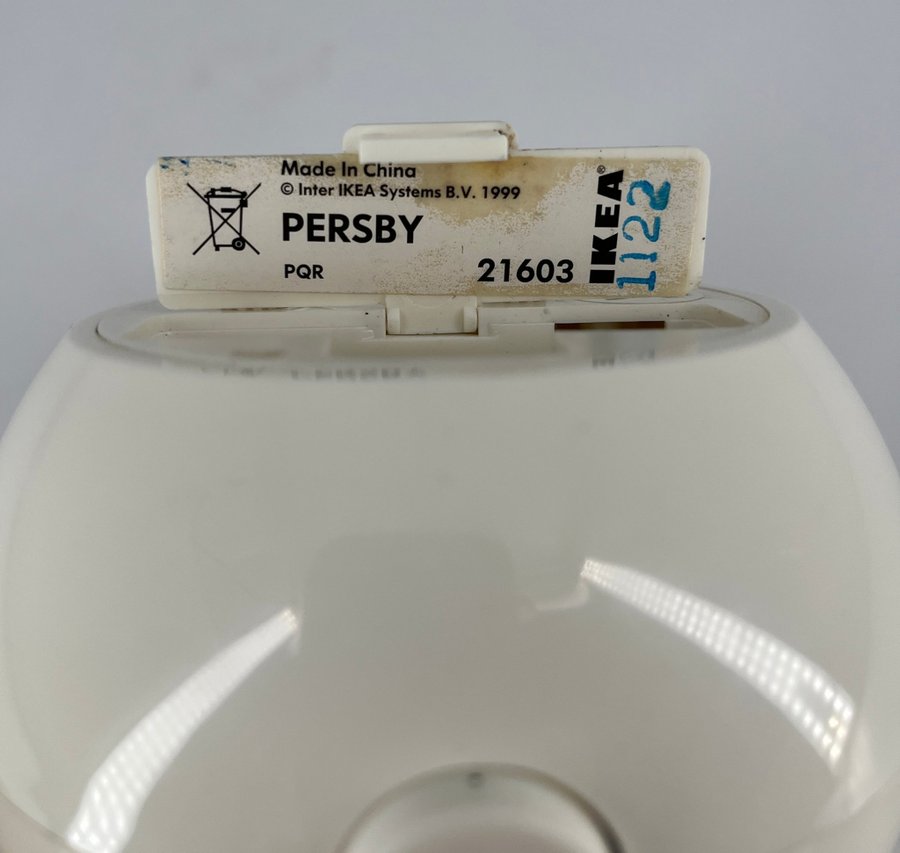 Made In China
© Inter IKEA Systems B.V. 1999
PERSBY
PQR
21603
IKEA®
1122